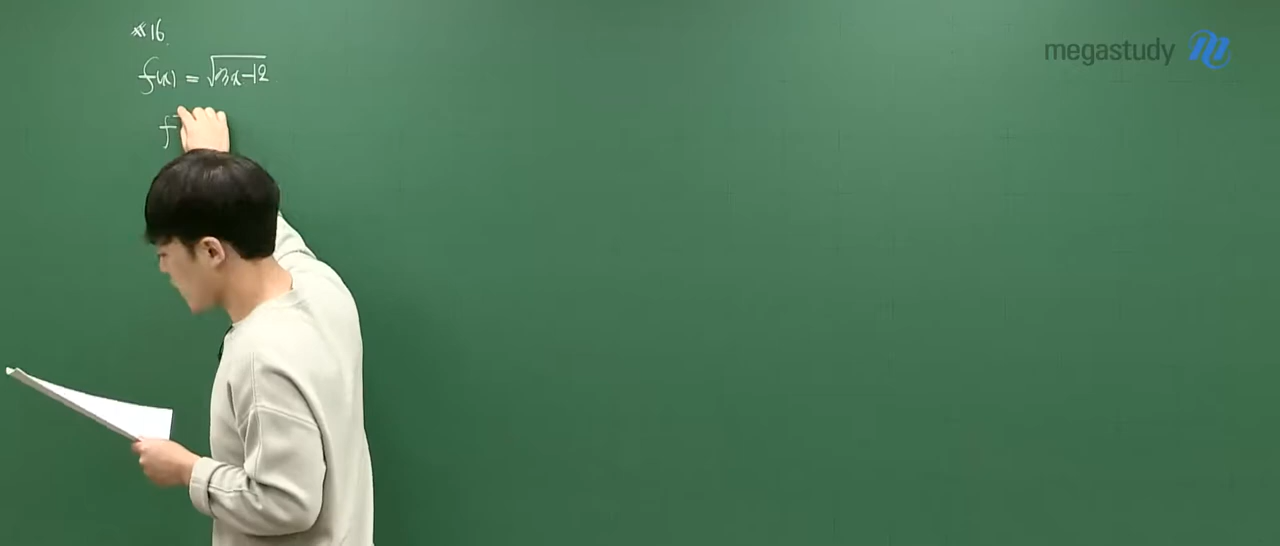 ※16.
megastudy
f(x) = √3x-12
f